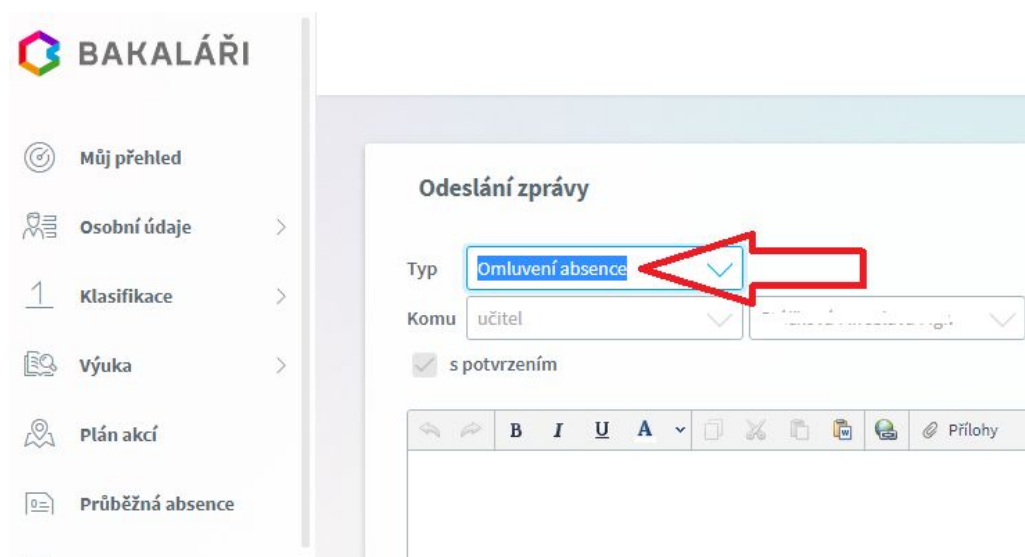 BAKALÁŘI
Můj přehled
Osobní údaje
Klasifikace
Výuka
Plán akcí
Průběžná absence
Odeslání zprávy
Typ Omluvení absence
Komu učitel
s potvrzením
B I U A Přílohy